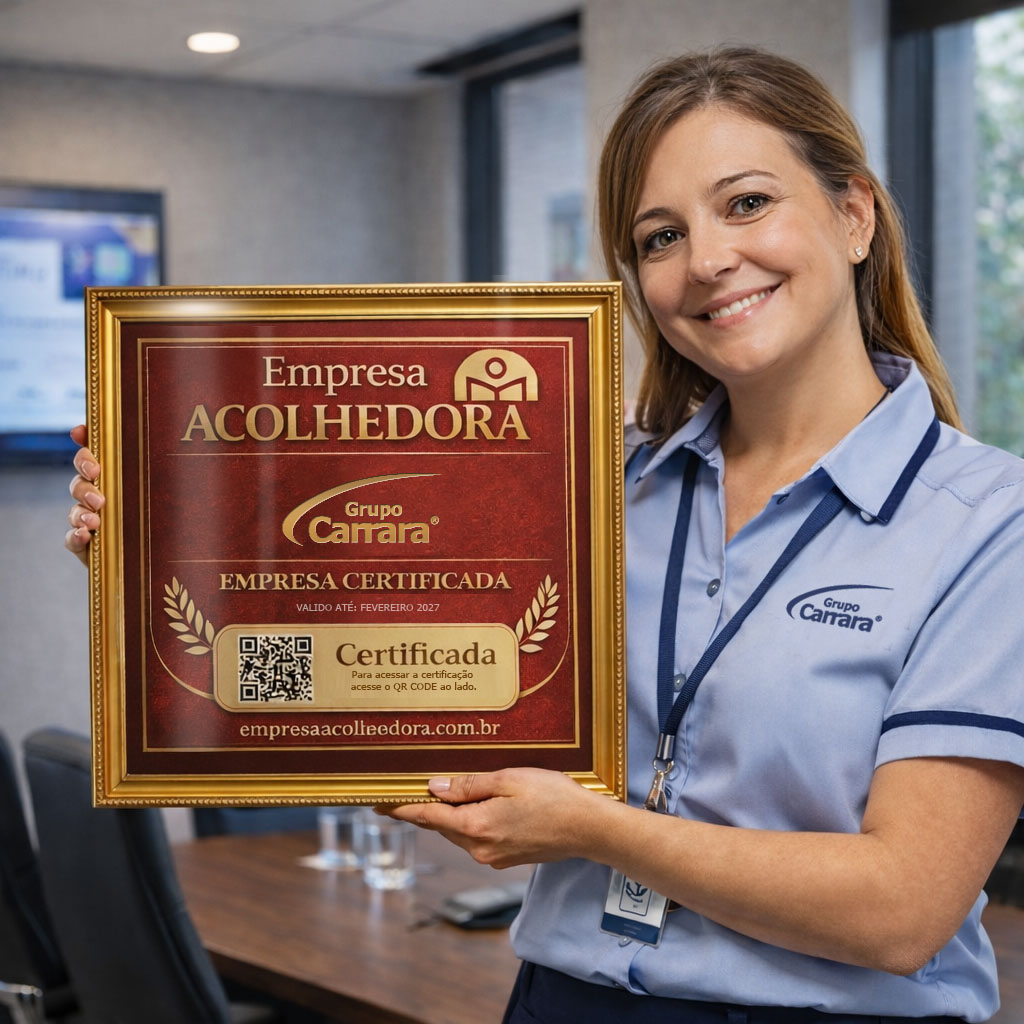 Empresa
ACOLHEDORA
Grupo
Carrara®
EMPRESA CERTIFICADA
VALIDO ATÉ: FEVEREIRO 2027
Certificada
Para acessar a certificação
acesse o QR CODE ao lado.
empresaacolheedora.com.br
Grupo
Carrara®